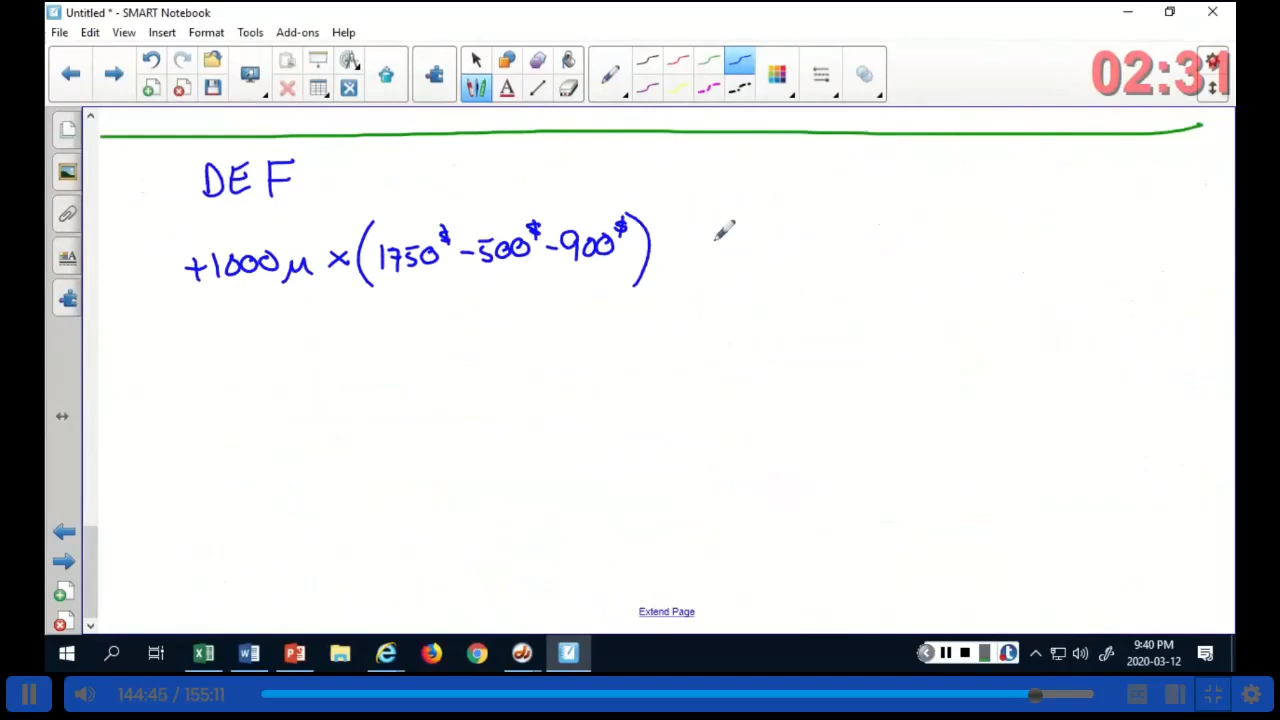 Untitled * - SMART Notebook
File Edit View Insert Format Tools Add-ons Help
02:31
DEF
+1000 μ × (1750$ - 500$ - 900$)
Extend Page
9:40 PM
2020-03-12
144:45 / 155:11